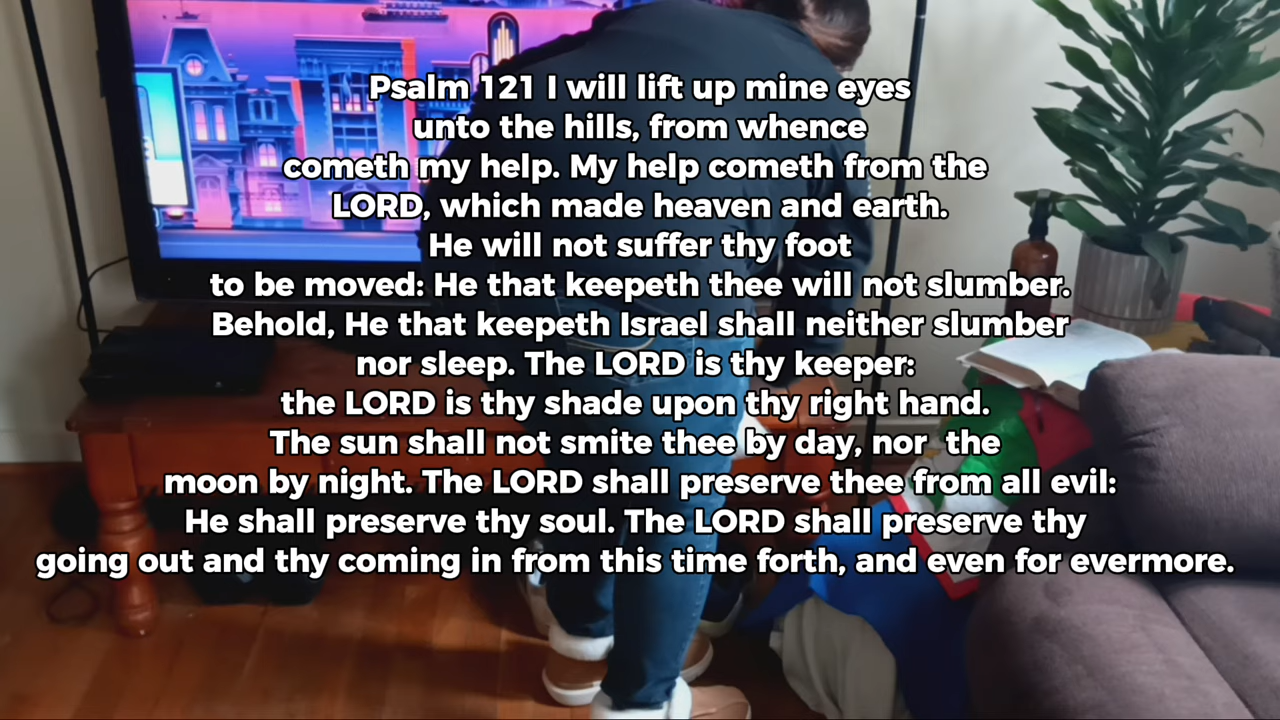 Psalm 121 I will lift up mine eyes
unto the hills, from whence
cometh my help. My help cometh from the
LORD, which made heaven and earth.
He will not suffer thy foot
to be moved: He that keepeth thee will not slumber.
Behold, He that keepeth Israel shall neither slumber
nor sleep. The LORD is thy keeper:
the LORD is thy shade upon thy right hand.
The sun shall not smite thee by day, nor  the
moon by night. The LORD shall preserve thee from all evil:
He shall preserve thy soul. The LORD shall preserve thy
going out and thy coming in from this time forth, and even for evermore.